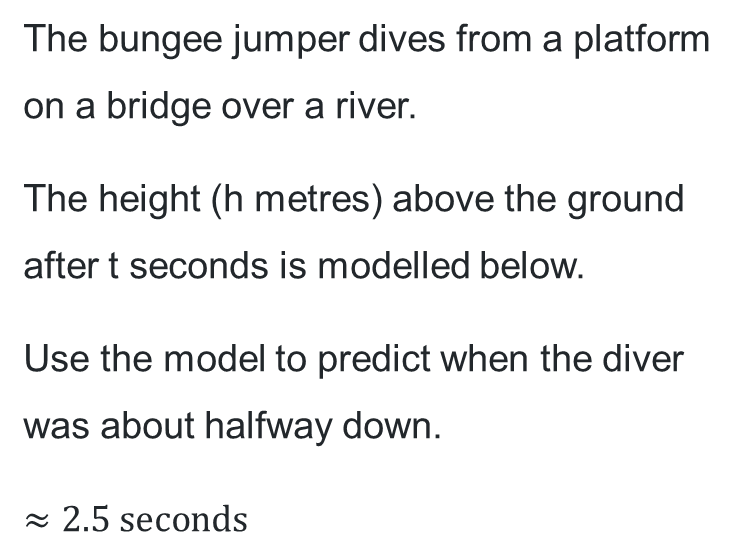 The bungee jumper dives from a platform
on a bridge over a river.
The height (h metres) above the ground
after t seconds is modelled below.
Use the model to predict when the diver
was about halfway down.
≈ 2.5 seconds